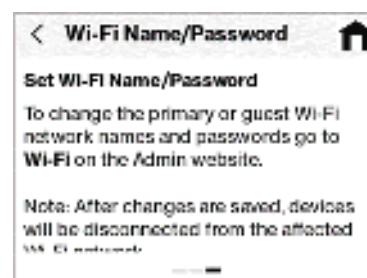 Wi-Fi Name/Password
Set Wi-Fi Name/Password
To change the primary or guest Wi-Fi
network names and passwords go to
Wi-Fi on the Admin website.
Note: After changes are saved, devices
will be disconnected from the affected